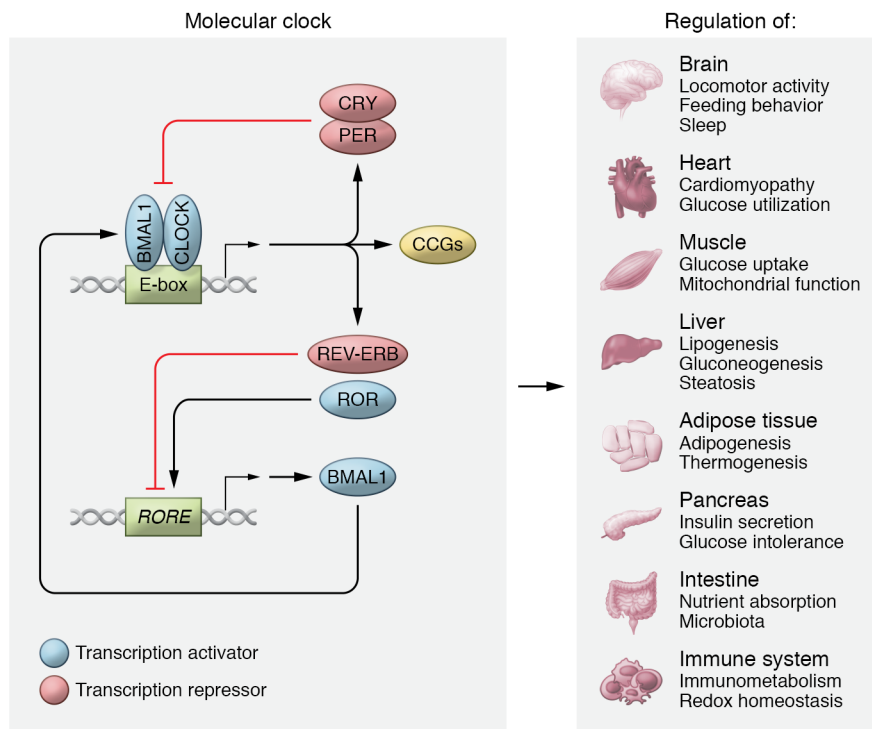 Molecular clock
CRY
PER
BMAL1
CLOCK
E-box
CCGs
REV-ERB
ROR
BMAL1
RORE
Transcription activator
Transcription repressor
Regulation of:
Brain
Locomotor activity
Feeding behavior
Sleep
Heart
Cardiomyopathy
Glucose utilization
Muscle
Glucose uptake
Mitochondrial function
Liver
Lipogenesis
Gluconeogenesis
Steatosis
Adipose tissue
Adipogenesis
Thermogenesis
Pancreas
Insulin secretion
Glucose intolerance
Intestine
Nutrient absorption
Microbiota
Immune system
Immunometabolism
Redox homeostasis